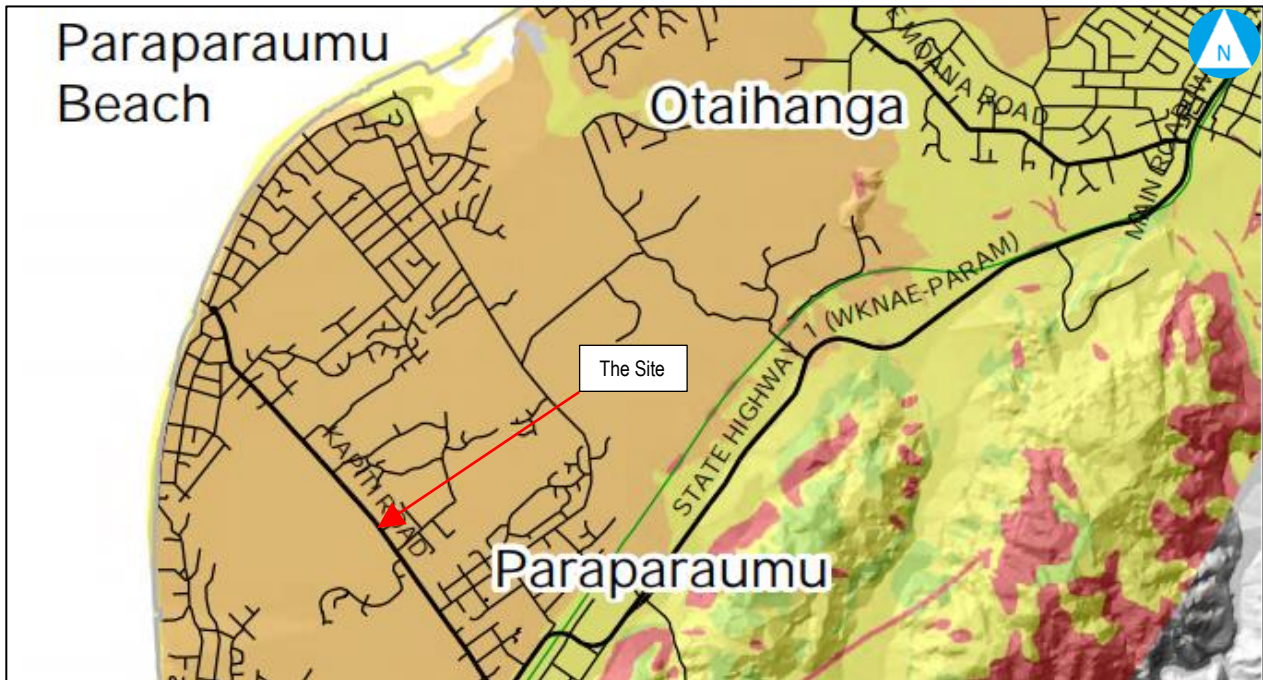 Paraparaumu
Beach
N
Otaihanga
MOANA ROAD
MAIN ROAD
STATE HIGHWAY 1 (WKNAE-PARAM)
The Site
KAPITI ROAD
Paraparaumu